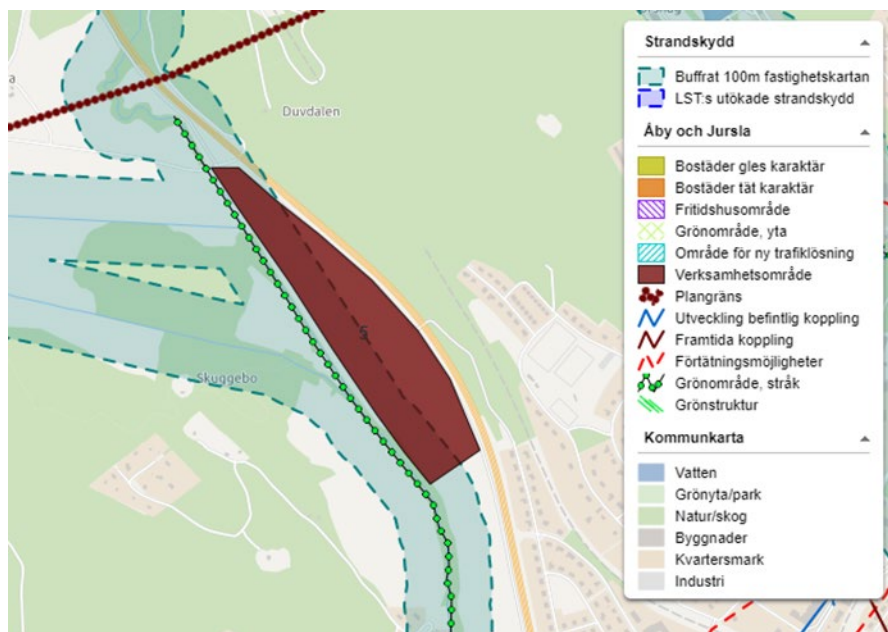 Duvdalen
5
Skuggebo
Strandskydd
Buffrat 100m fastighetskartan
LST:s utökade strandskydd
Åby och Jursla
Bostäder gles karaktär
Bostäder tät karaktär
Fritidshusområde
Grönområde, yta
Område för ny trafiklösning
Verksamhetsområde
Plangräns
Utveckling befintlig koppling
Framtida koppling
Förtätningsmöjligheter
Grönområde, stråk
Grönstruktur
Kommunkarta
Vatten
Grönyta/park
Natur/skog
Byggnader
Kvartersmark
Industri